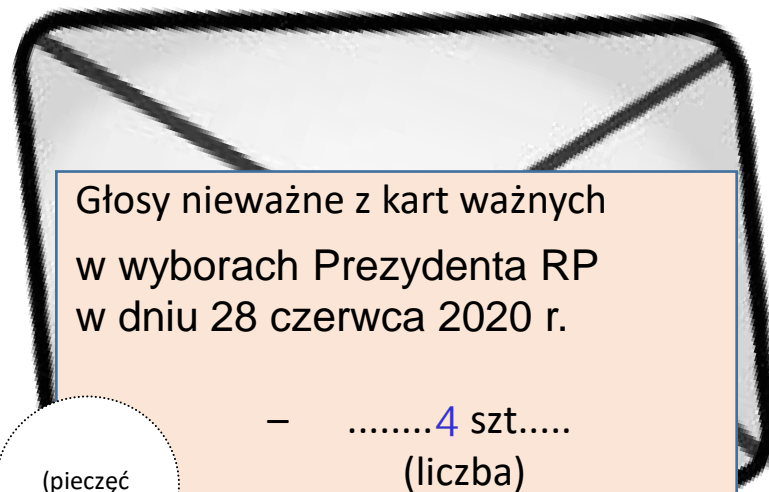 Głosy nieważne z kart ważnych
w wyborach Prezydenta RP
w dniu 28 czerwca 2020 r.
– ........4 szt.....
(liczba)
(pieczęć